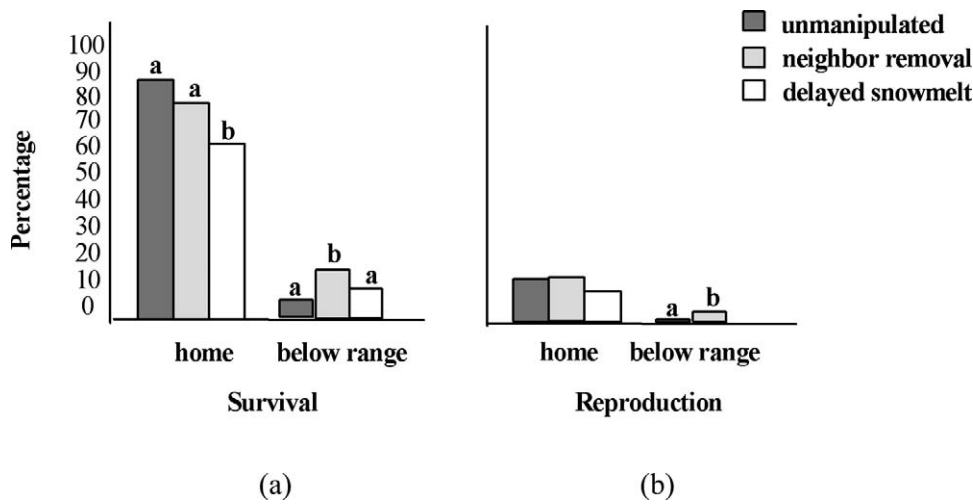 unmanipulated
neighbor removal
delayed snowmelt
Percentage
100
90
80
70
60
50
40
30
20
10
0
a
a
b
a
b
a
a
b
home
below range
home
below range
Survival
Reproduction
(a)
(b)